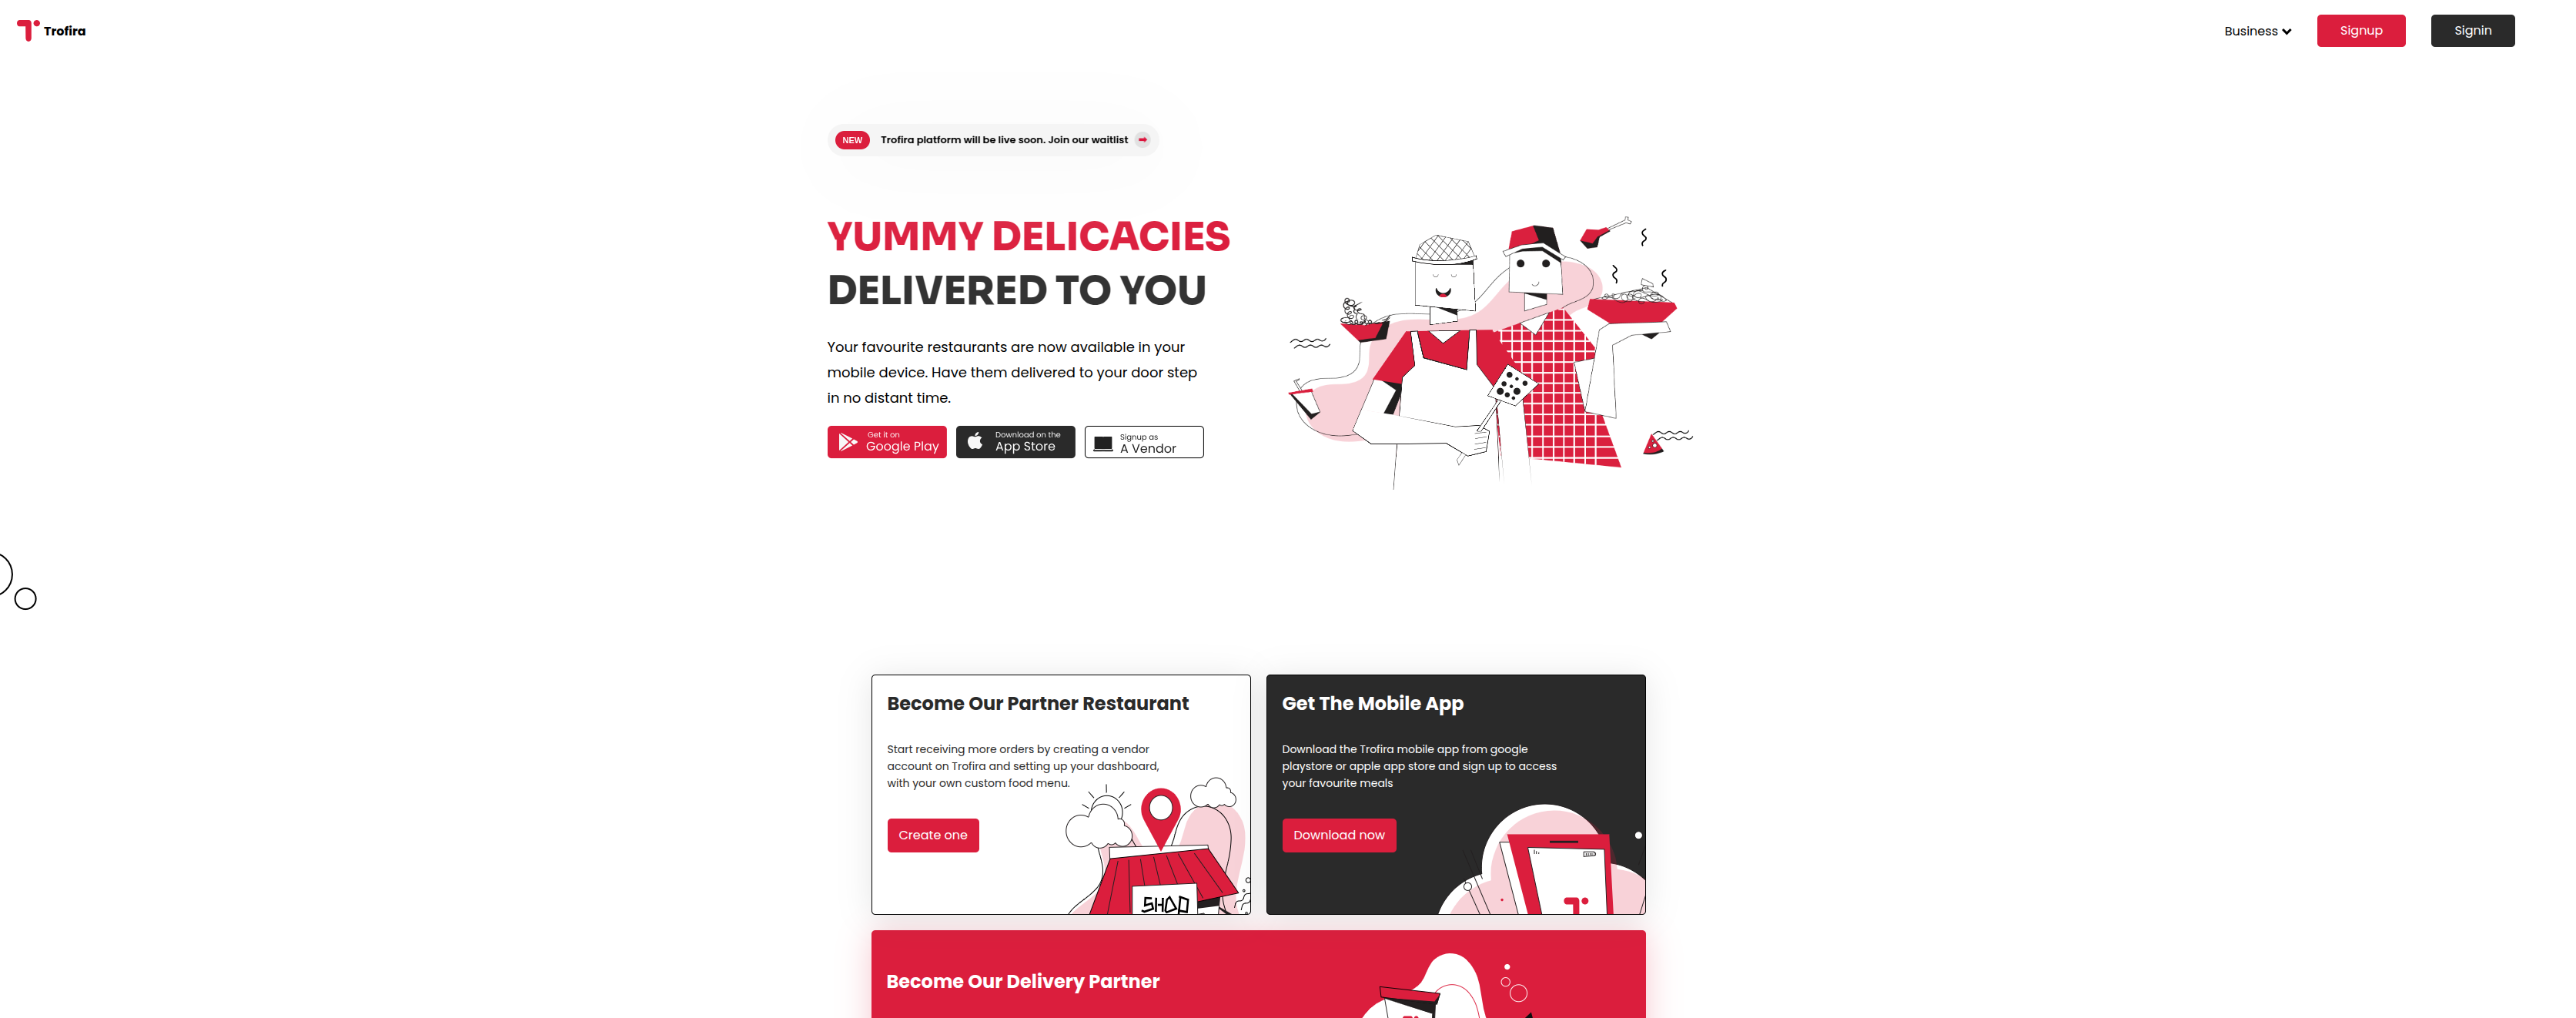 Trofira
Business
Signup
Signin
NEW
Trofira platform will be live soon. Join our waitlist
YUMMY DELICACIES
DELIVERED TO YOU
Your favourite restaurants are now available in your
mobile device. Have them delivered to your door step
in no distant time.
Get it on
Google Play
Download on the
App Store
Signup as
A Vendor
Become Our Partner Restaurant
Start receiving more orders by creating a vendor
account on Trofira and setting up your dashboard,
with your own custom food menu.
Create one
SHOP
Get The Mobile App
Download the Trofira mobile app from google
playstore or apple app store and sign up to access
your favourite meals
Download now
Become Our Delivery Partner